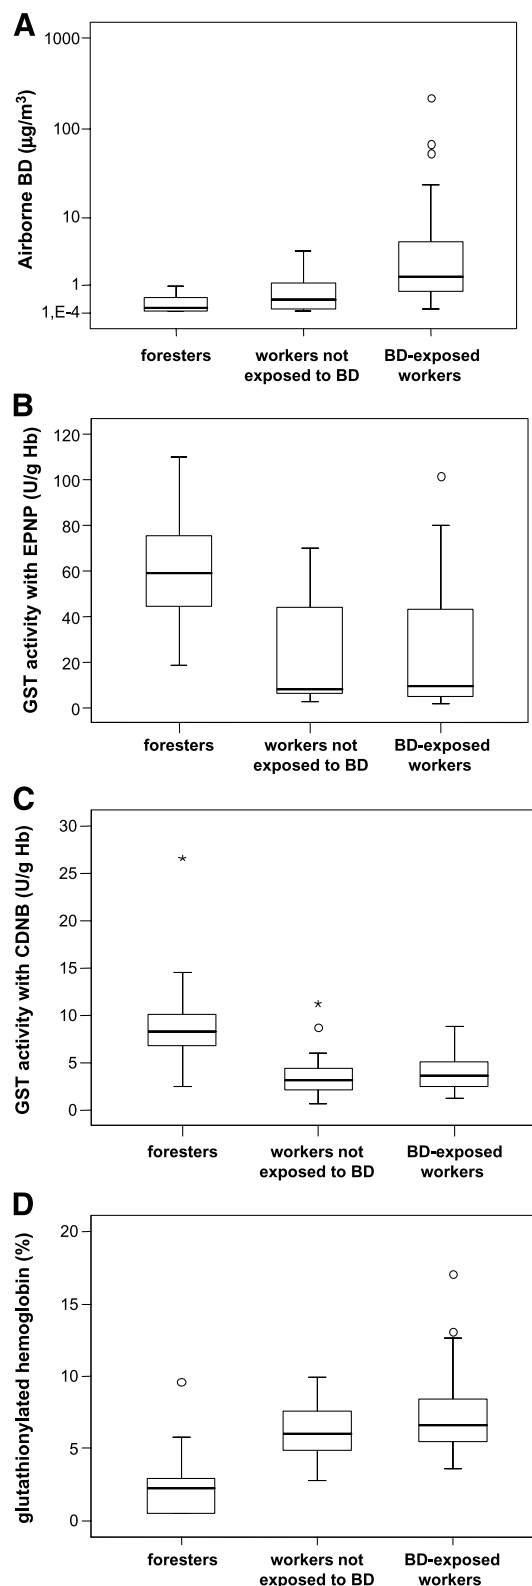 A
Airborne BD (µg/m³)
1000
100
10
1
1,E-4
foresters
workers not
exposed to BD
BD-exposed
workers
B
GST activity with EPNP (U/g Hb)
120
100
80
60
40
20
0
foresters
workers not
exposed to BD
BD-exposed
workers
C
GST activity with CDNB (U/g Hb)
30
25
20
15
10
5
0
foresters
workers not
exposed to BD
BD-exposed
workers
D
glutathionylated hemoglobin (%)
20
15
10
5
0
foresters
workers not
exposed to BD
BD-exposed
workers